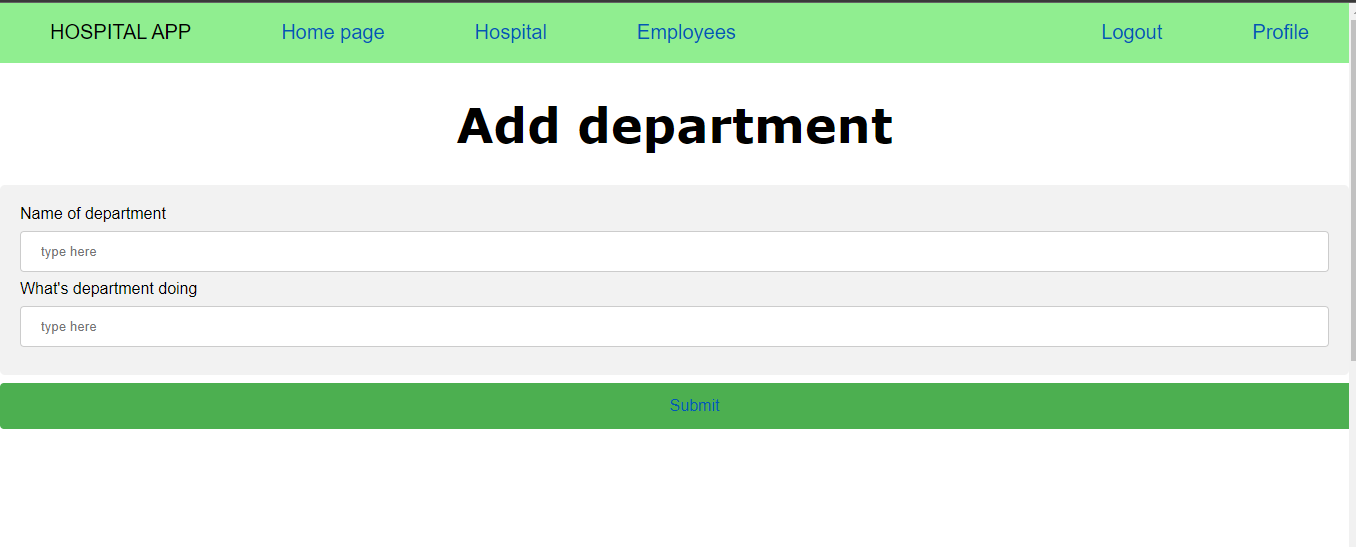 HOSPITAL APP Home page Hospital Employees Logout Profile
Add department
Name of department
type here
What's department doing
type here
Submit